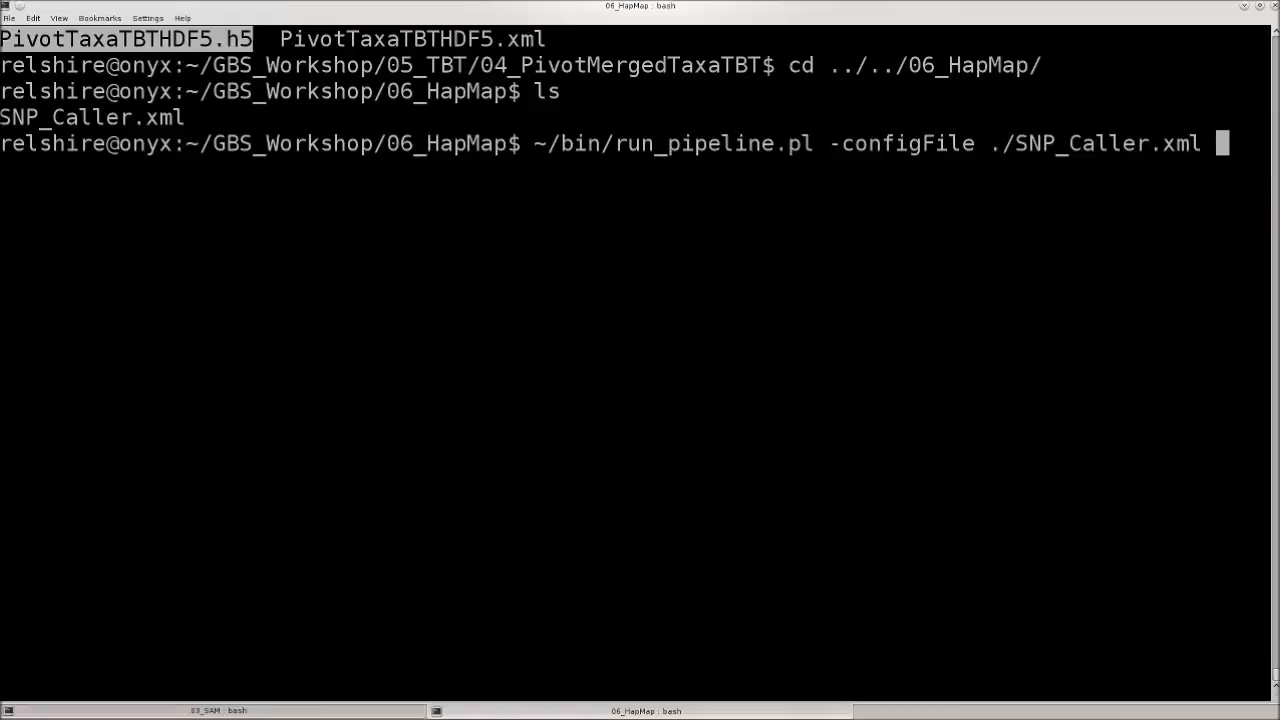 06_HapMap : bash
File Edit View Bookmarks Settings Help
PivotTaxaTBTHDF5.h5  PivotTaxaTBTHDF5.xml
relshire@onyx:~/GBS_Workshop/05_TBT/04_PivotMergedTaxaTBT$ cd ../../06_HapMap/
relshire@onyx:~/GBS_Workshop/06_HapMap$ ls
SNP_Caller.xml
relshire@onyx:~/GBS_Workshop/06_HapMap$ ~/bin/run_pipeline.pl -configFile ./SNP_Caller.xml
03_SAM : bash
06_HapMap : bash